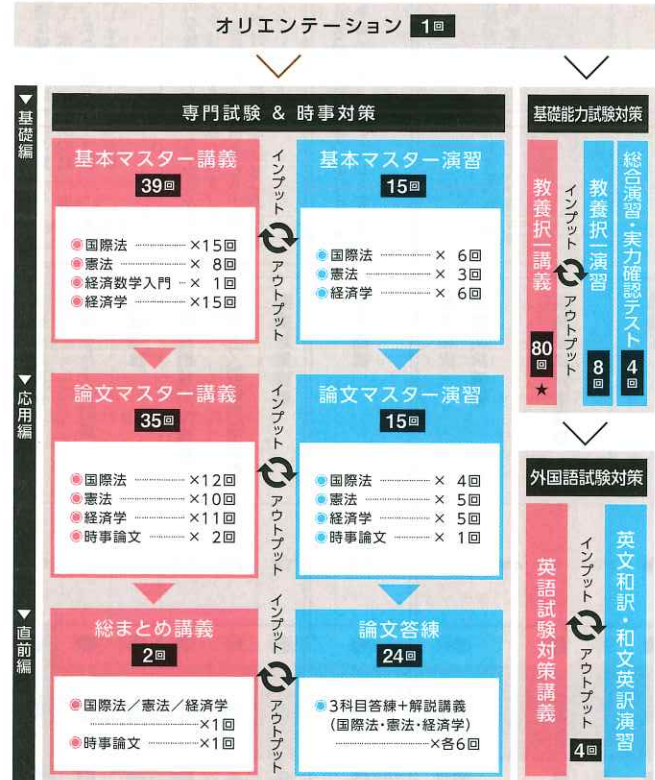 オリエンテーション 1回
▼基礎編
専門試験 & 時事対策
基本マスター講義
39回
◉国際法 ×15回
◉憲法 × 8回
◉経済数学入門 × 1回
◉経済学 ×15回
インプット
アウトプット
基本マスター演習
15回
◉国際法 × 6回
◉憲法 × 3回
◉経済学 × 6回
▼応用編
論文マスター講義
35回
◉国際法 ×12回
◉憲法 ×10回
◉経済学 ×11回
◉時事論文 × 2回
インプット
アウトプット
論文マスター演習
15回
◉国際法 × 4回
◉憲法 × 5回
◉経済学 × 5回
◉時事論文 × 1回
▼直前編
総まとめ講義
2回
◉国際法/憲法/経済学
×1回
◉時事論文 ×1回
インプット
アウトプット
論文答練
24回
◉3科目答練+解説講義
(国際法・憲法・経済学)
×各6回
基礎能力試験対策
教養択一講義
80回
★
インプット
アウトプット
教養択一演習
8回
総合演習・実力確認テスト
4回
外国語試験対策
英語試験対策講義
インプット
アウトプット
英文和訳・和文英訳演習
4回